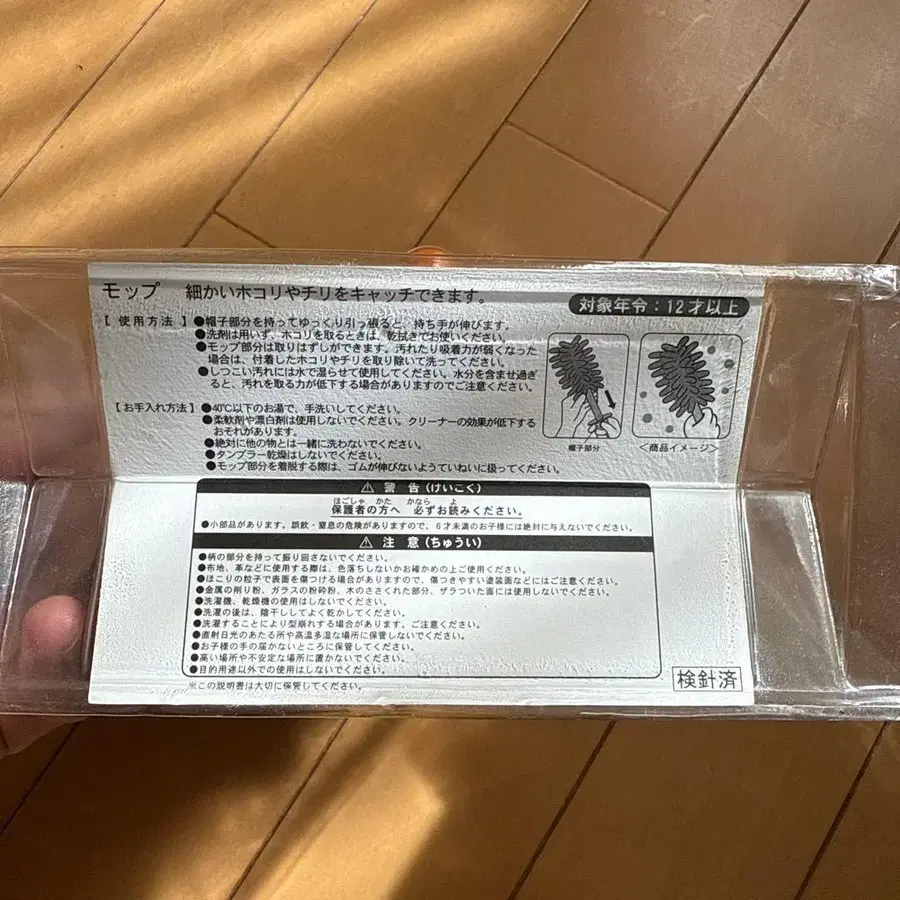 モップ 細かいホコリやチリをキャッチできます。
対象年令：12才以上
【 使用方法 】●帽子部分を持ってゆっくり引っ張ると、持ち手が伸びます。
●洗剤は用いず、ホコリを取るときは、乾拭きでお使いください。
●モップ部分は取りはずしができます。汚れたり吸着力が弱くなった
場合は、付着したホコリやチリを取り除いて洗ってください。
●しつこい汚れには水で湿らせて使用してください。水分を含ませ過ぎ
ると、汚れを取る力が低下する場合がありますのでご注意ください。
【お手入れ方法】●40℃以下のお湯で、手洗いしてください。
●柔軟剤や漂白剤は使用しないでください。クリーナーの効果が低下する
おそれがあります。
●絶対に他の物とは一緒に洗わないでください。
●タンブラー乾燥はしないでください。
●モップ部分を着脱する際は、ゴムが伸びないようていねいに扱ってください。
帽子部分
＜商品イメージ＞
⚠ 警 告 (けいこく)
ほごしゃ かた かなら よ
保護者の方へ 必ずお読みください。
●小部品があります。誤飲・窒息の危険がありますので、6才未満のお子様には絶対に与えないでください。
⚠ 注 意 (ちゅうい)
●柄の部分を持って振り回さないでください。
●布地、革などに使用する際は、色落ちしないかお確かめの上ご使用ください。
●ほこりの粒子で表面を傷つける場合がありますので、傷つきやすい塗装面などにはご注意ください。
●金属の削り粉、ガラスの粉砕粉、木のささくれた部分、ザラついた面には使用しないでください。
●洗濯機、乾燥機の使用はしないでください。
●洗濯の後は、陰干ししてよく乾かしてください。
●洗濯することにより型崩れする場合があります。ご注意ください。
●直射日光のあたる所や高温多湿な場所に保管しないでください。
●お子様の手の届かないところに保管してください。
●高い場所や不安定な場所に置かないでください。
●目的用途以外での使用はしないでください。
※この説明書は大切に保管してください。
検針済